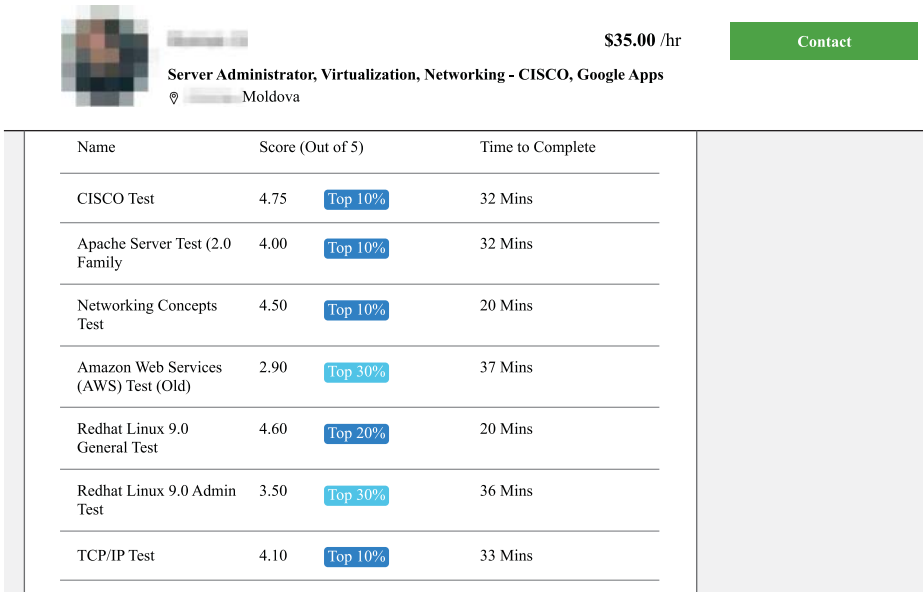 $35.00 /hr
Contact
Server Administrator, Virtualization, Networking - CISCO, Google Apps
Moldova
Name Score (Out of 5) Time to Complete
CISCO Test 4.75 Top 10% 32 Mins
Apache Server Test (2.0 4.00 Top 10% 32 Mins
Family
Networking Concepts 4.50 Top 10% 20 Mins
Test
Amazon Web Services 2.90 Top 30% 37 Mins
(AWS) Test (Old)
Redhat Linux 9.0 4.60 Top 20% 20 Mins
General Test
Redhat Linux 9.0 Admin 3.50 Top 30% 36 Mins
Test
TCP/IP Test 4.10 Top 10% 33 Mins